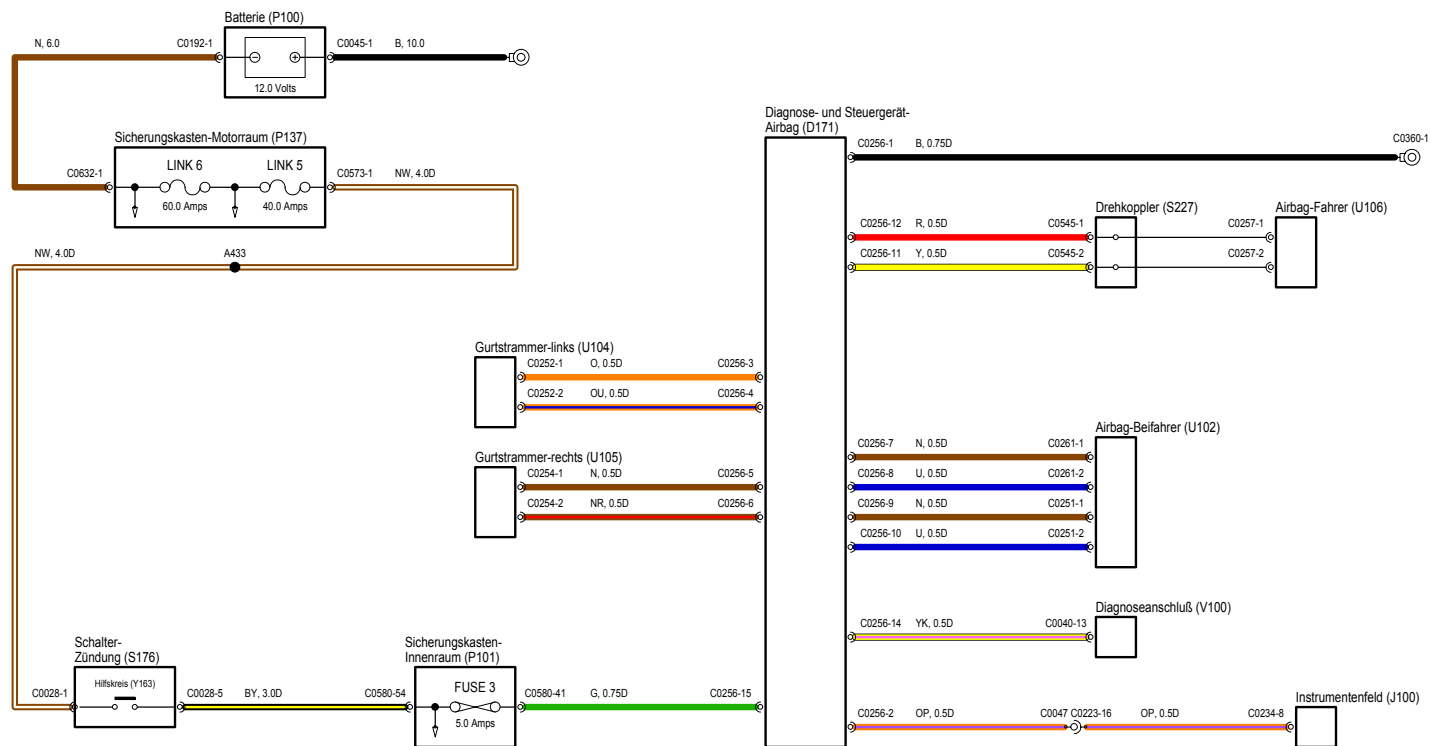 Batterie (P100)
N, 6.0
C0192-1
C0045-1
B, 10.0
12.0 Volts
Sicherungskasten-Motorraum (P137)
C0632-1
LINK 6
60.0 Amps
LINK 5
40.0 Amps
C0573-1
NW, 4.0D
NW, 4.0D
A433
Diagnose- und Steuergerät-
Airbag (D171)
C0256-1
B, 0.75D
C0360-1
Drehkoppler (S227)
Airbag-Fahrer (U106)
C0256-12
R, 0.5D
C0545-1
C0257-1
C0256-11
Y, 0.5D
C0545-2
C0257-2
Gurtstrammer-links (U104)
C0252-1
O, 0.5D
C0256-3
C0252-2
OU, 0.5D
C0256-4
Gurtstrammer-rechts (U105)
C0254-1
N, 0.5D
C0256-5
C0254-2
NR, 0.5D
C0256-6
Airbag-Beifahrer (U102)
C0256-7
N, 0.5D
C0261-1
C0256-8
U, 0.5D
C0261-2
C0256-9
N, 0.5D
C0251-1
C0256-10
U, 0.5D
C0251-2
Diagnoseanschluß (V100)
C0256-14
YK, 0.5D
C0040-13
Schalter-
Zündung (S176)
C0028-1
Hilfskreis (Y163)
C0028-5
BY, 3.0D
C0580-54
Sicherungskasten-
Innenraum (P101)
FUSE 3
5.0 Amps
C0580-41
G, 0.75D
C0256-15
Instrumentenfeld (J100)
C0256-2
OP, 0.5D
C0047
C0223-16
OP, 0.5D
C0234-8